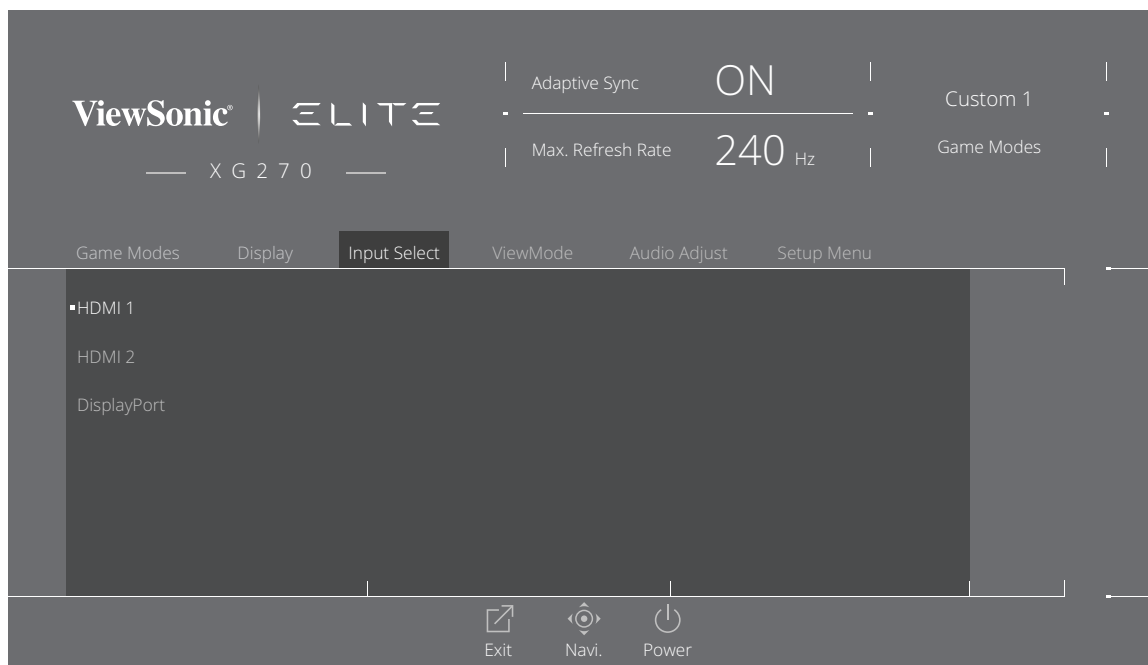 ViewSonic® | ELITE
XG270
Adaptive Sync ON
Max. Refresh Rate 240 Hz
Custom 1
Game Modes
Game Modes Display Input Select ViewMode Audio Adjust Setup Menu
HDMI 1
HDMI 2
DisplayPort
Exit Navi. Power